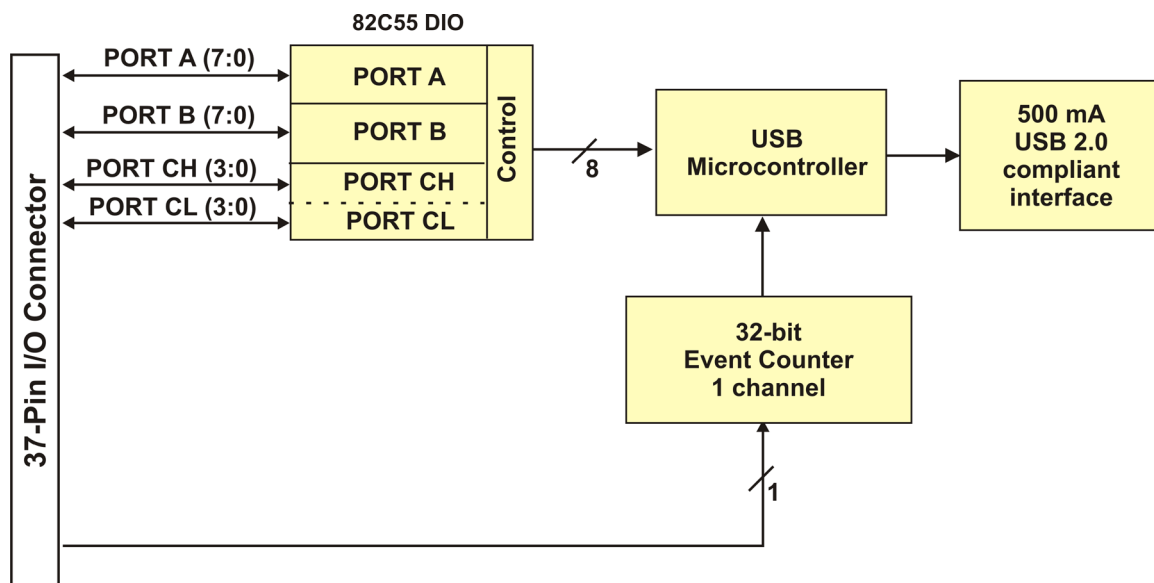 82C55 DIO
PORT A (7:0)
PORT B (7:0)
PORT CH (3:0)
PORT CL (3:0)
PORT A
PORT B
PORT CH
PORT CL
Control
8
USB
Microcontroller
500 mA
USB 2.0
compliant
interface
32-bit
Event Counter
1 channel
1
37-Pin I/O Connector